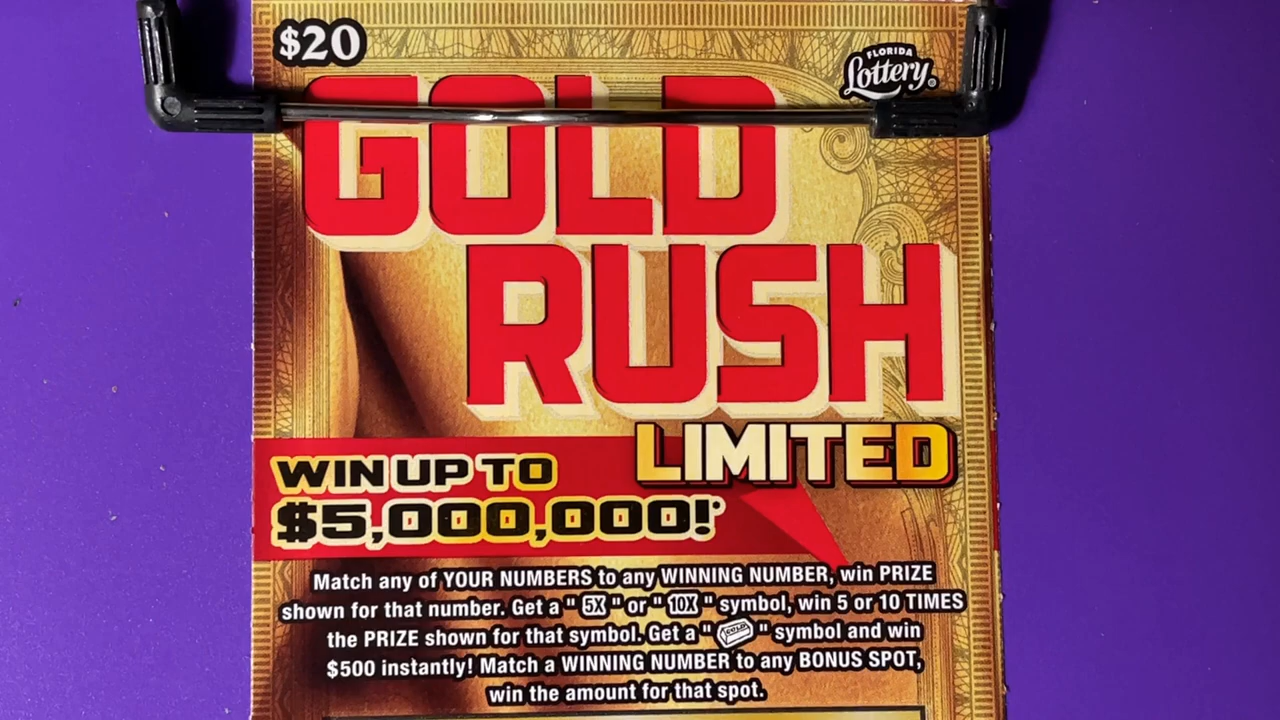 $20
FLORIDA
Lottery
GOLD
RUSH
LIMITED
WIN UP TO
$5,000,000!*
Match any of YOUR NUMBERS to any WINNING NUMBER, win PRIZE
shown for that number. Get a " 5X " or " 10X " symbol, win 5 or 10 TIMES
the PRIZE shown for that symbol. Get a " GOLD " symbol and win
$500 instantly! Match a WINNING NUMBER to any BONUS SPOT,
win the amount for that spot.